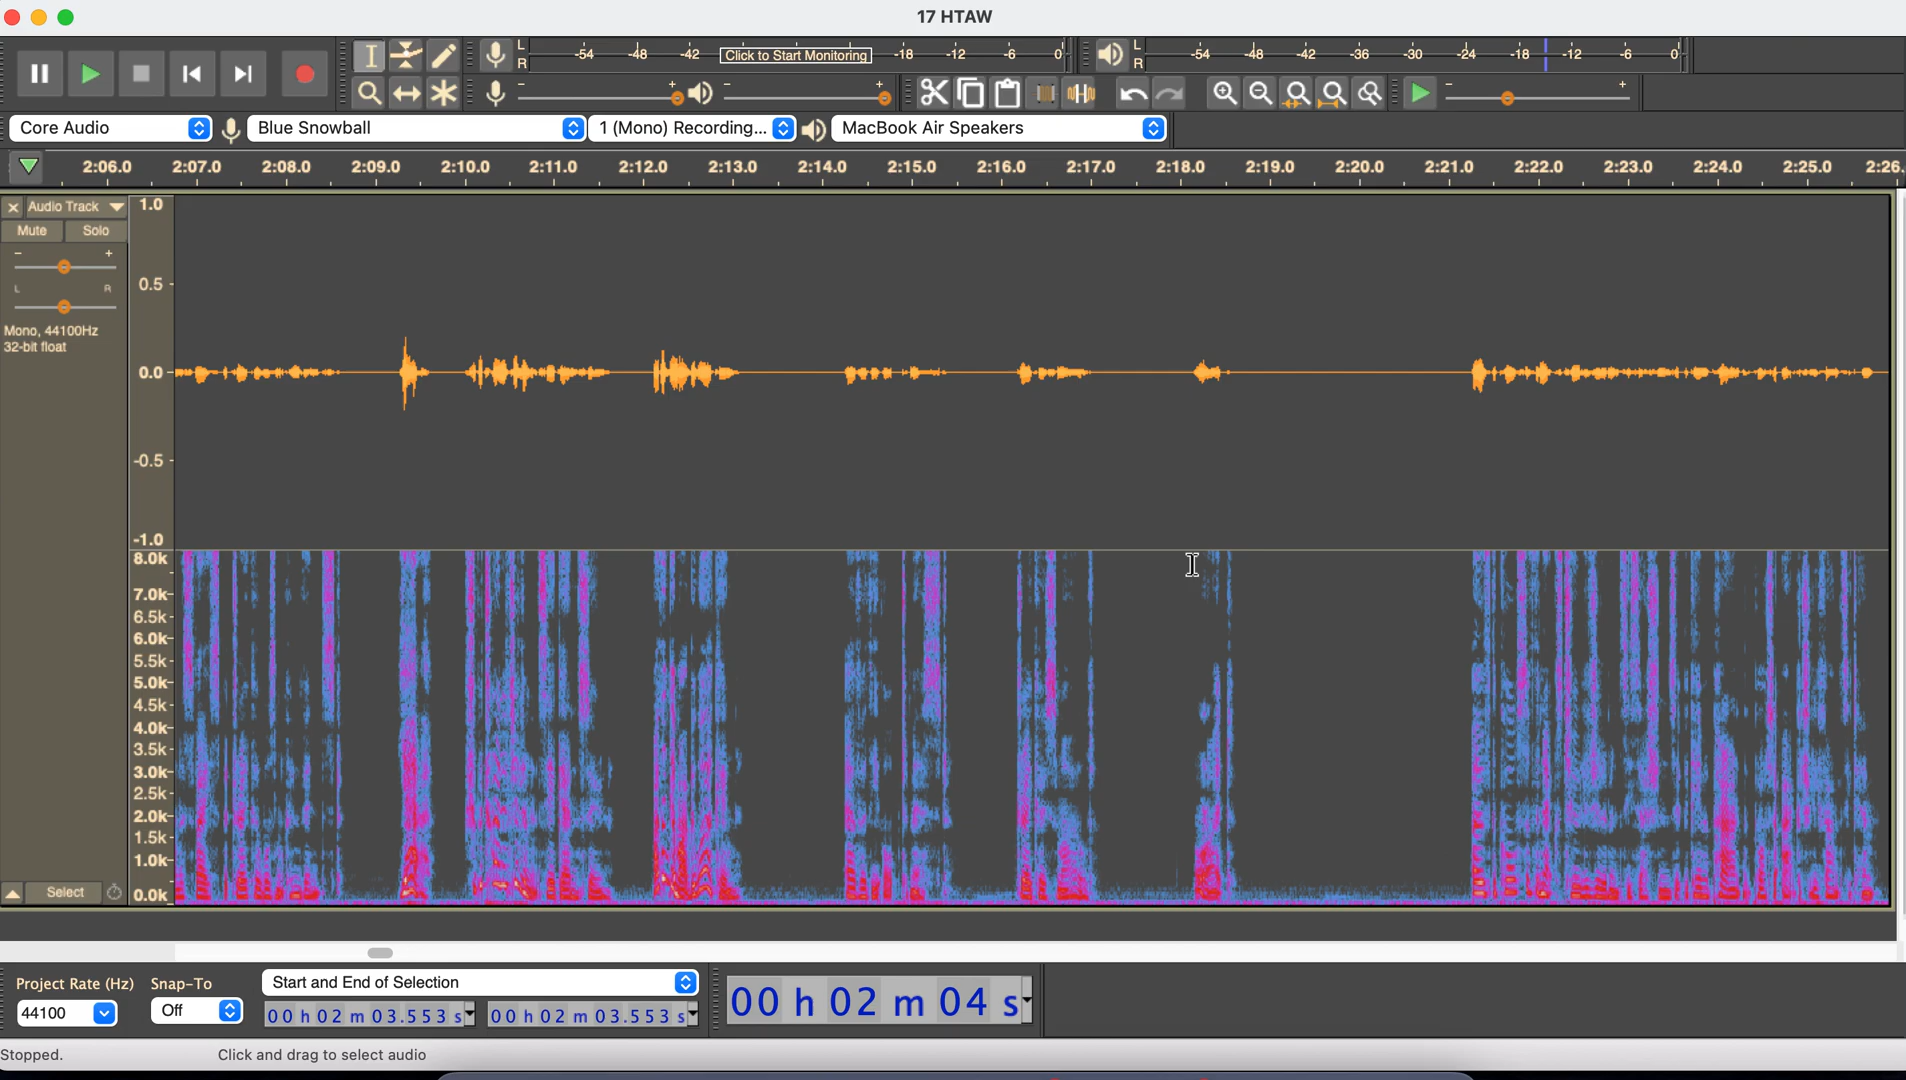 17 HTAW
L
R
-54 -48 -42 Click to Start Monitoring -18 -12 -6 0
L
R
-54 -48 -42 -36 -30 -24 -18 -12 -6 0
- + - + - +
Core Audio Blue Snowball 1 (Mono) Recording... MacBook Air Speakers
2:06.0 2:07.0 2:08.0 2:09.0 2:10.0 2:11.0 2:12.0 2:13.0 2:14.0 2:15.0 2:16.0 2:17.0 2:18.0 2:19.0 2:20.0 2:21.0 2:22.0 2:23.0 2:24.0 2:25.0 2:26.
Audio Track
Mute Solo
- +
L R
Mono, 44100Hz
32-bit float
Select
1.0
0.5
0.0
-0.5
-1.0
8.0k
7.0k
6.5k
6.0k
5.5k
5.0k
4.5k
4.0k
3.5k
3.0k
2.5k
2.0k
1.5k
1.0k
0.0k
Project Rate (Hz) Snap-To Start and End of Selection
44100 Off 00 h 02 m 03.553 s 00 h 02 m 03.553 s
00 h 02 m 04 s
Stopped. Click and drag to select audio